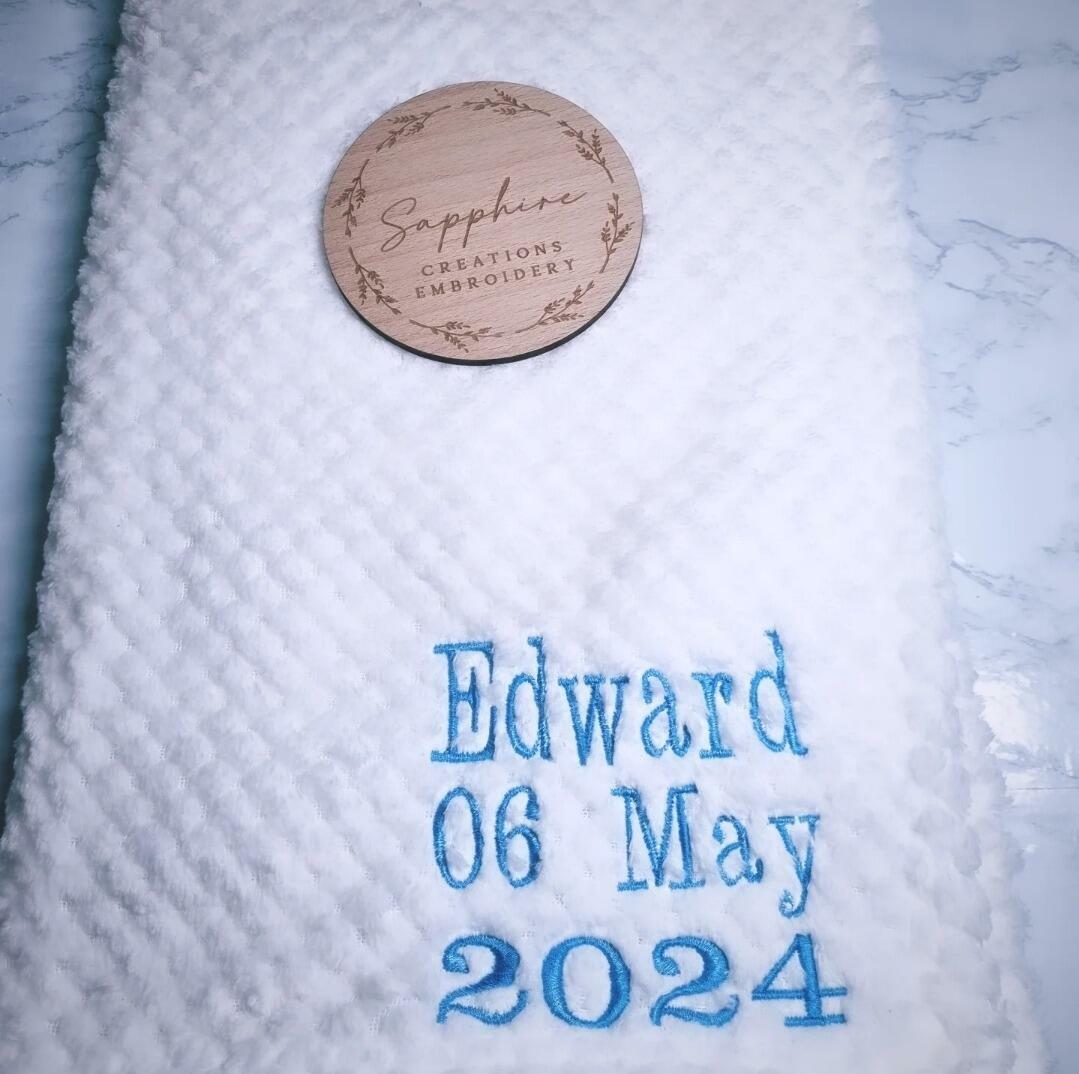 Sapphire
CREATIONS
EMBROIDERY
Edward
06 May
2024